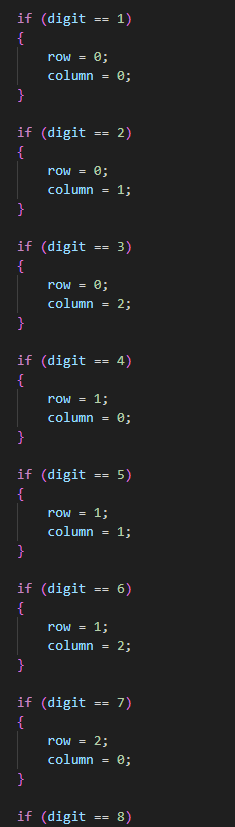 if (digit == 1)
{
    row = 0;
    column = 0;
}
if (digit == 2)
{
    row = 0;
    column = 1;
}
if (digit == 3)
{
    row = 0;
    column = 2;
}
if (digit == 4)
{
    row = 1;
    column = 0;
}
if (digit == 5)
{
    row = 1;
    column = 1;
}
if (digit == 6)
{
    row = 1;
    column = 2;
}
if (digit == 7)
{
    row = 2;
    column = 0;
}
if (digit == 8)